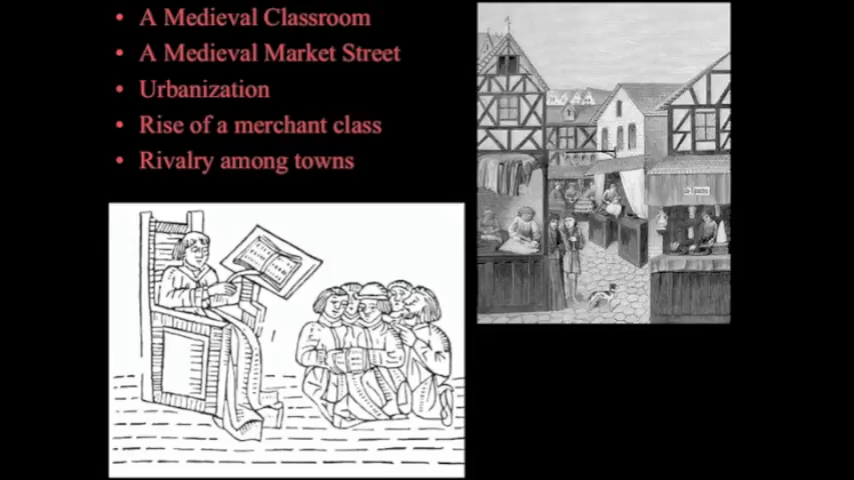 • A Medieval Classroom
• A Medieval Market Street
• Urbanization
• Rise of a merchant class
• Rivalry among towns